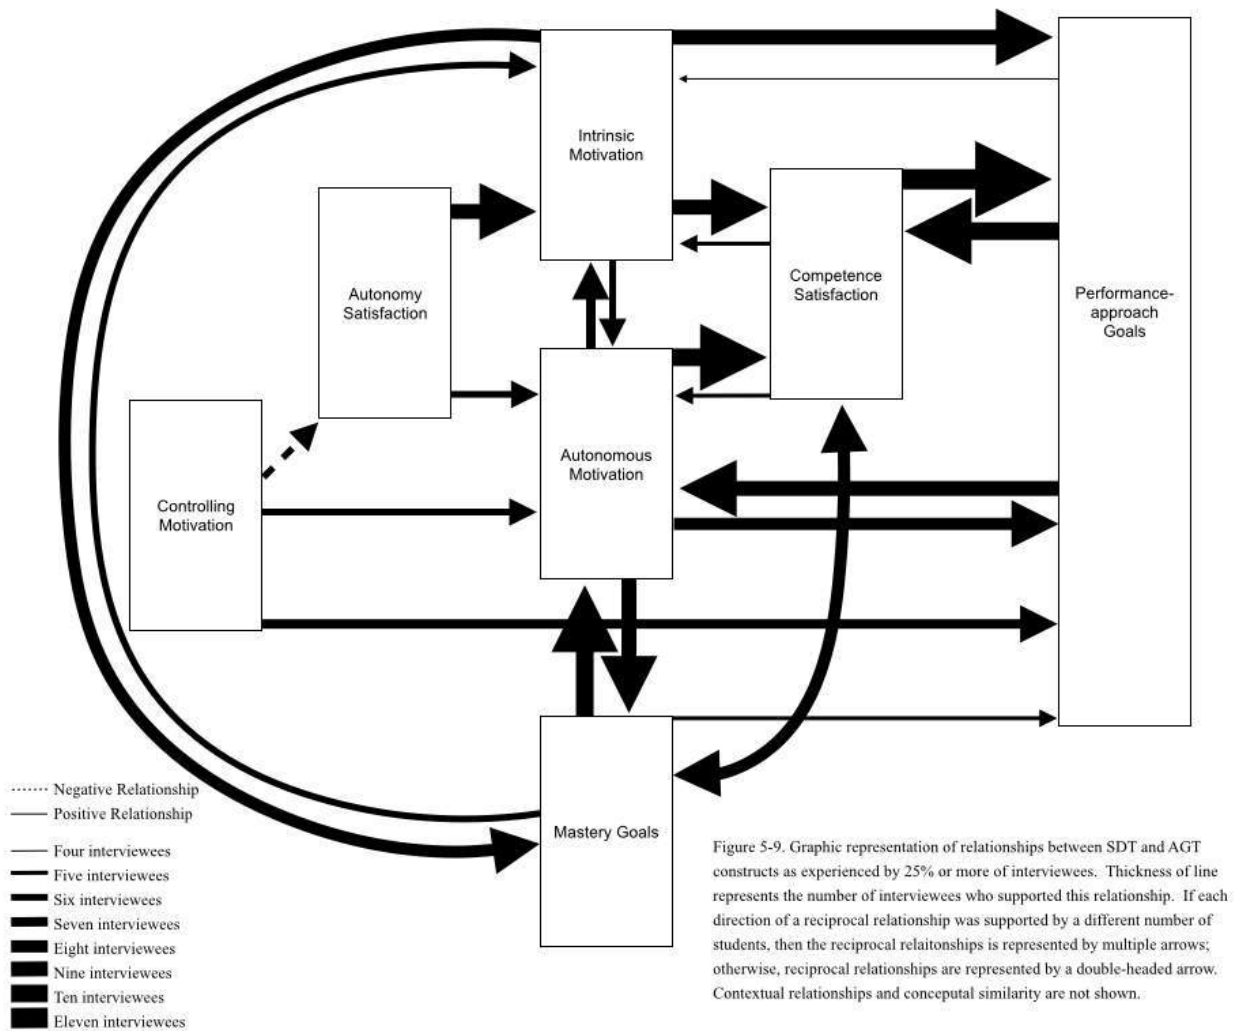 Intrinsic
Motivation
Autonomy
Satisfaction
Competence
Satisfaction
Performance-
approach
Goals
Autonomous
Motivation
Controlling
Motivation
Mastery Goals
Negative Relationship
Positive Relationship
Four interviewees
Five interviewees
Six interviewees
Seven interviewees
Eight interviewees
Nine interviewees
Ten interviewees
Eleven interviewees
Figure 5-9. Graphic representation of relationships between SDT and AGT
constructs as experienced by 25% or more of interviewees.  Thickness of line
represents the number of interviewees who supported this relationship.  If each
direction of a reciprocal relationship was supported by a different number of
students, then the reciprocal relaitonships is represented by multiple arrows;
otherwise, reciprocal relationships are represented by a double-headed arrow.
Contextual relationships and conceputal similarity are not shown.